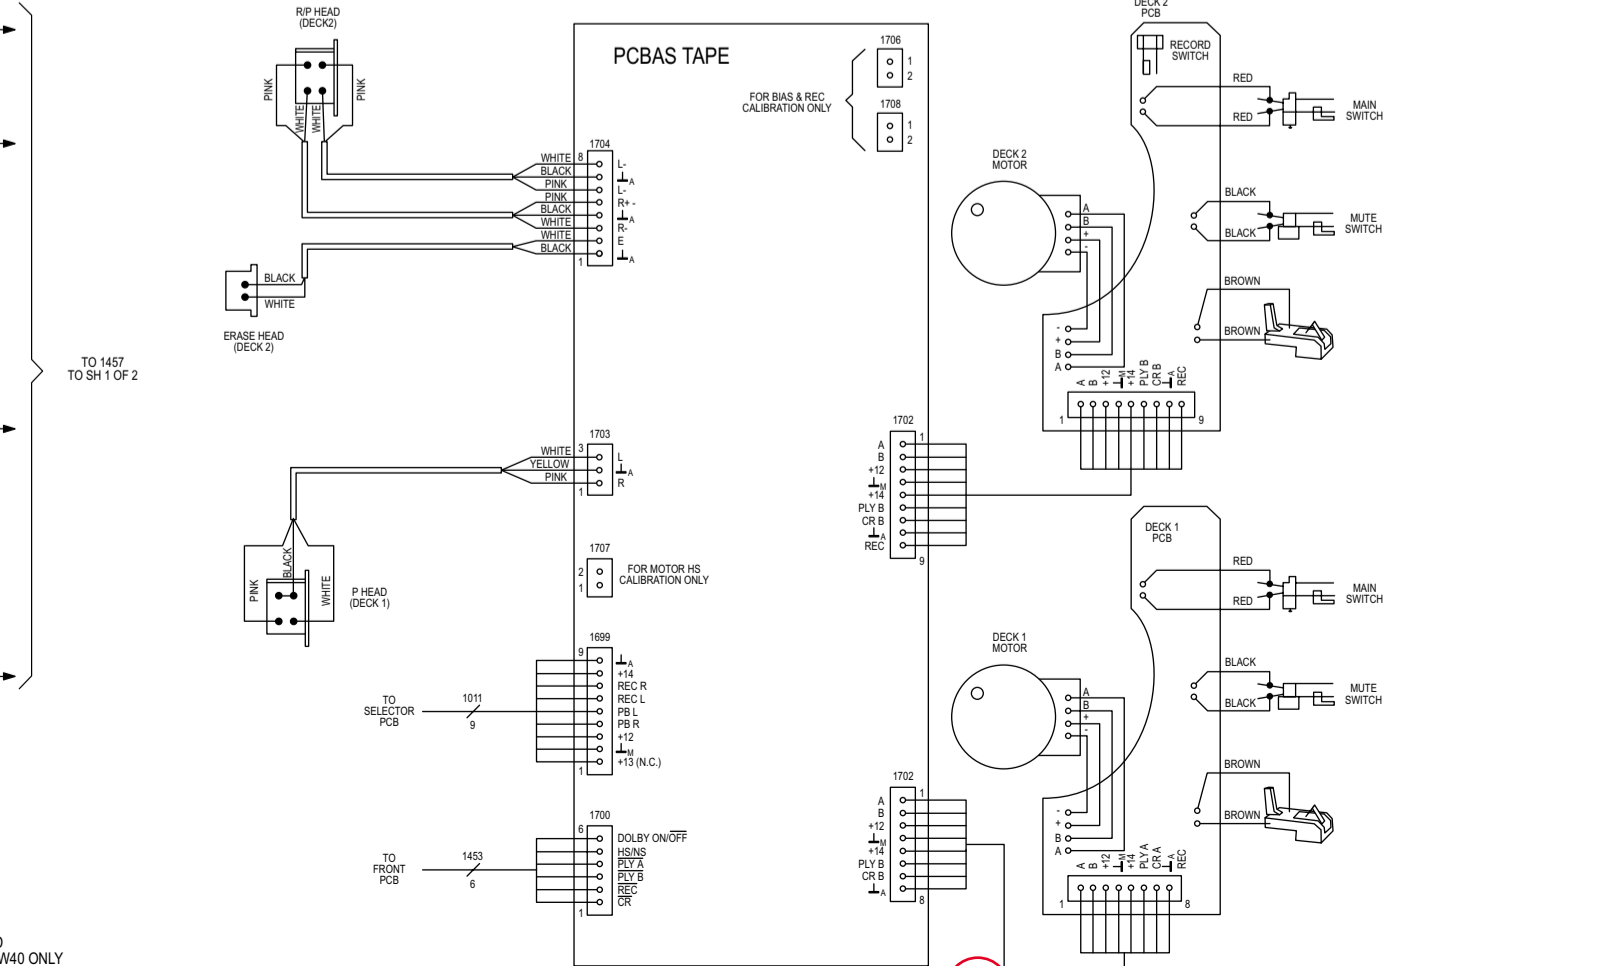 R/P HEAD
(DECK2)
PINK
PINK
WHITE
WHITE
PCBAS TAPE
FOR BIAS & REC
CALIBRATION ONLY
1706
1
2
1708
1
2
DECK 2
PCB
RECORD
SWITCH
RED
RED
MAIN
SWITCH
BLACK
BLACK
MUTE
SWITCH
BROWN
BROWN
DECK 2
MOTOR
A
B
+
-
-
+
B
A
A
B
+12
M
+14
PLY B
CR B
A
REC
1
9
1704
WHITE 8 L-
BLACK A
PINK L-
PINK R+ -
BLACK A
WHITE R-
WHITE E
BLACK 1 A
BLACK
WHITE
ERASE HEAD
(DECK 2)
TO 1457
TO SH 1 OF 2
1703
WHITE 3 L
YELLOW A
PINK 1 R
1702
1
A
B
+12
M
+14
PLY B
CR B
A
REC
9
PINK
BLACK
WHITE
P HEAD
(DECK 1)
1707
2
1
FOR MOTOR HS
CALIBRATION ONLY
DECK 1
PCB
RED
RED
MAIN
SWITCH
BLACK
BLACK
MUTE
SWITCH
BROWN
BROWN
DECK 1
MOTOR
A
B
+
-
-
+
B
A
A
B
+12
M
+14
PLY A
CR A
A
REC
1
8
TO
SELECTOR
PCB
1011
9
1699
9
A
+14
REC R
REC L
PB L
PB R
+12
M
+13 (N.C.)
1
1702
1
A
B
+12
M
+14
PLY B
CR B
A
8
TO
FRONT
PCB
1453
6
1700
6
DOLBY ON/OFF
HS/NS
PLY A
PLY B
REC
CR
1
W40 ONLY